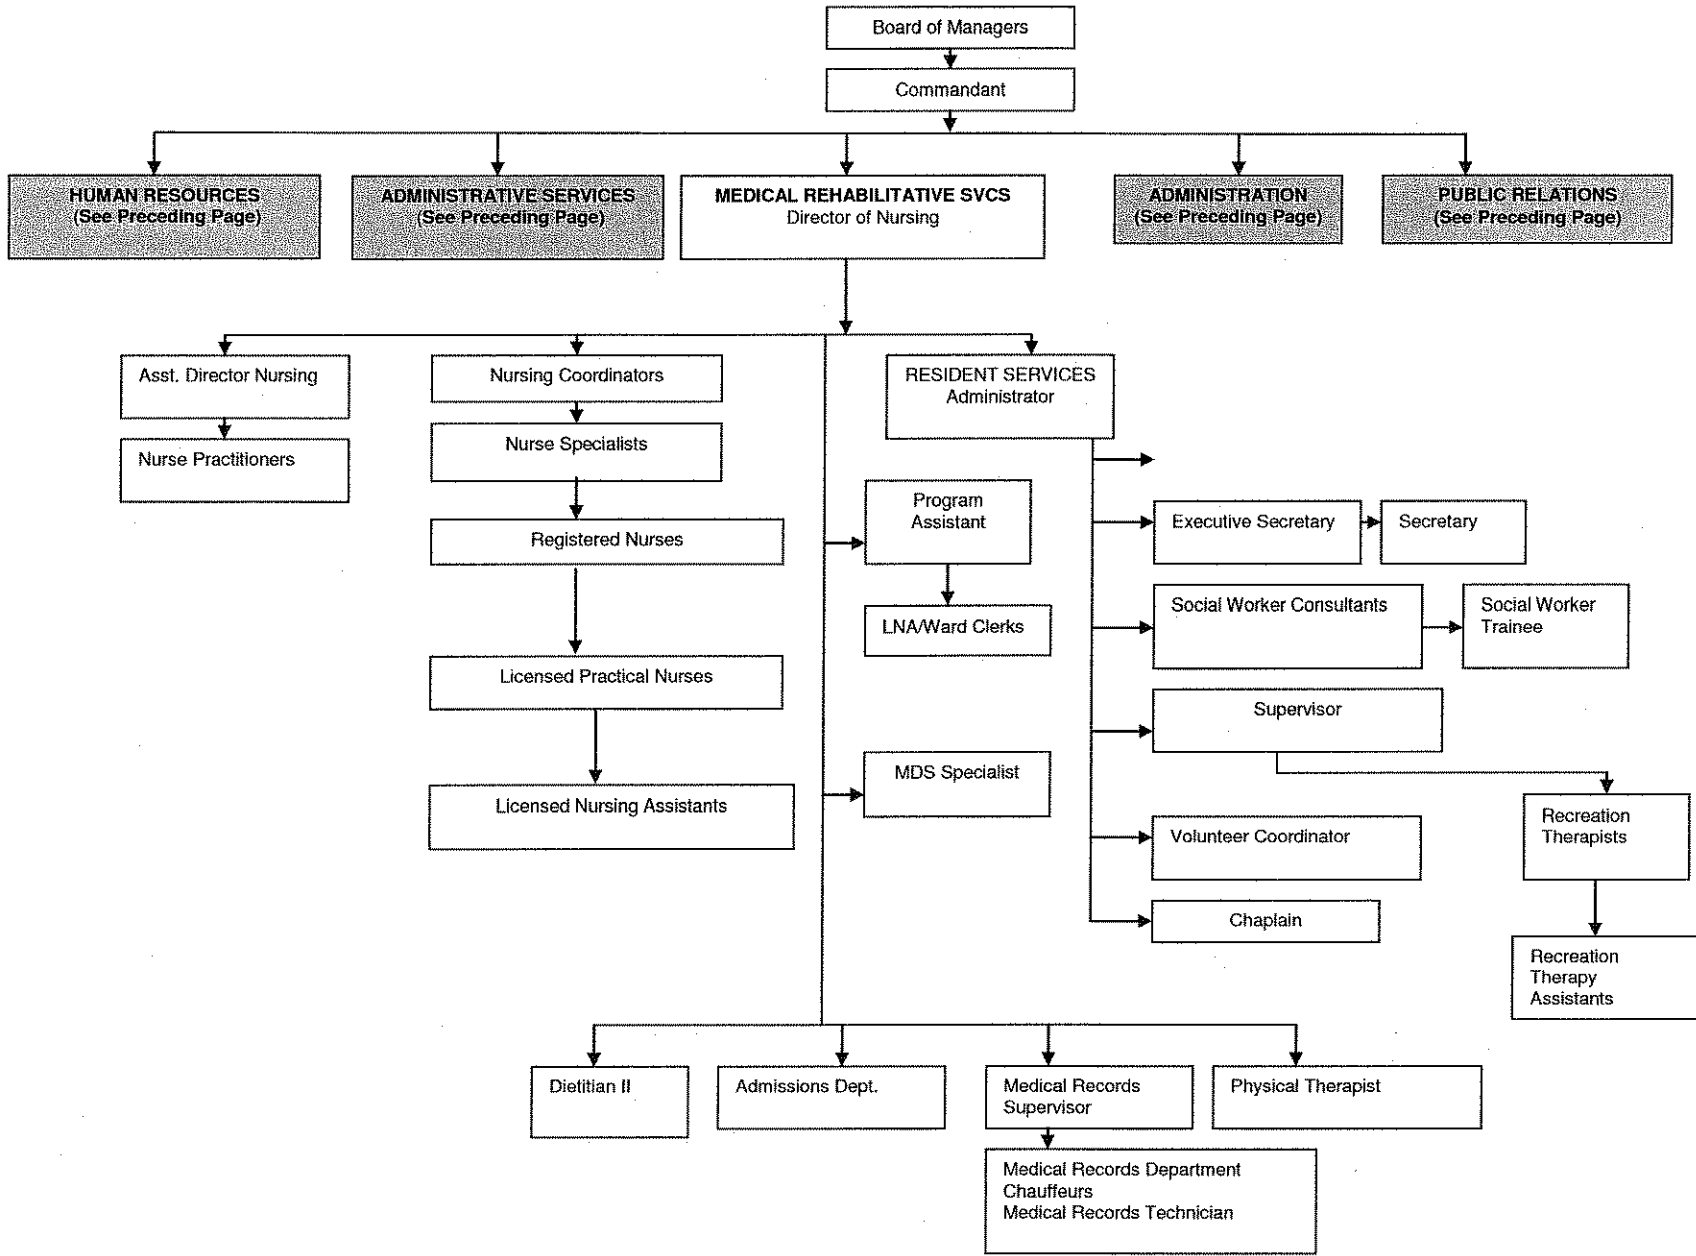 Board of Managers
Commandant
HUMAN RESOURCES
(See Preceding Page)
ADMINISTRATIVE SERVICES
(See Preceding Page)
MEDICAL REHABILITATIVE SVCS
Director of Nursing
ADMINISTRATION
(See Preceding Page)
PUBLIC RELATIONS
(See Preceding Page)
Asst. Director Nursing
Nurse Practitioners
Nursing Coordinators
Nurse Specialists
Registered Nurses
Licensed Practical Nurses
Licensed Nursing Assistants
Program
Assistant
LNA/Ward Clerks
MDS Specialist
RESIDENT SERVICES
Administrator
Executive Secretary
Secretary
Social Worker Consultants
Social Worker
Trainee
Supervisor
Recreation
Therapists
Recreation
Therapy
Assistants
Volunteer Coordinator
Chaplain
Dietitian II
Admissions Dept.
Medical Records
Supervisor
Physical Therapist
Medical Records Department
Chauffeurs
Medical Records Technician